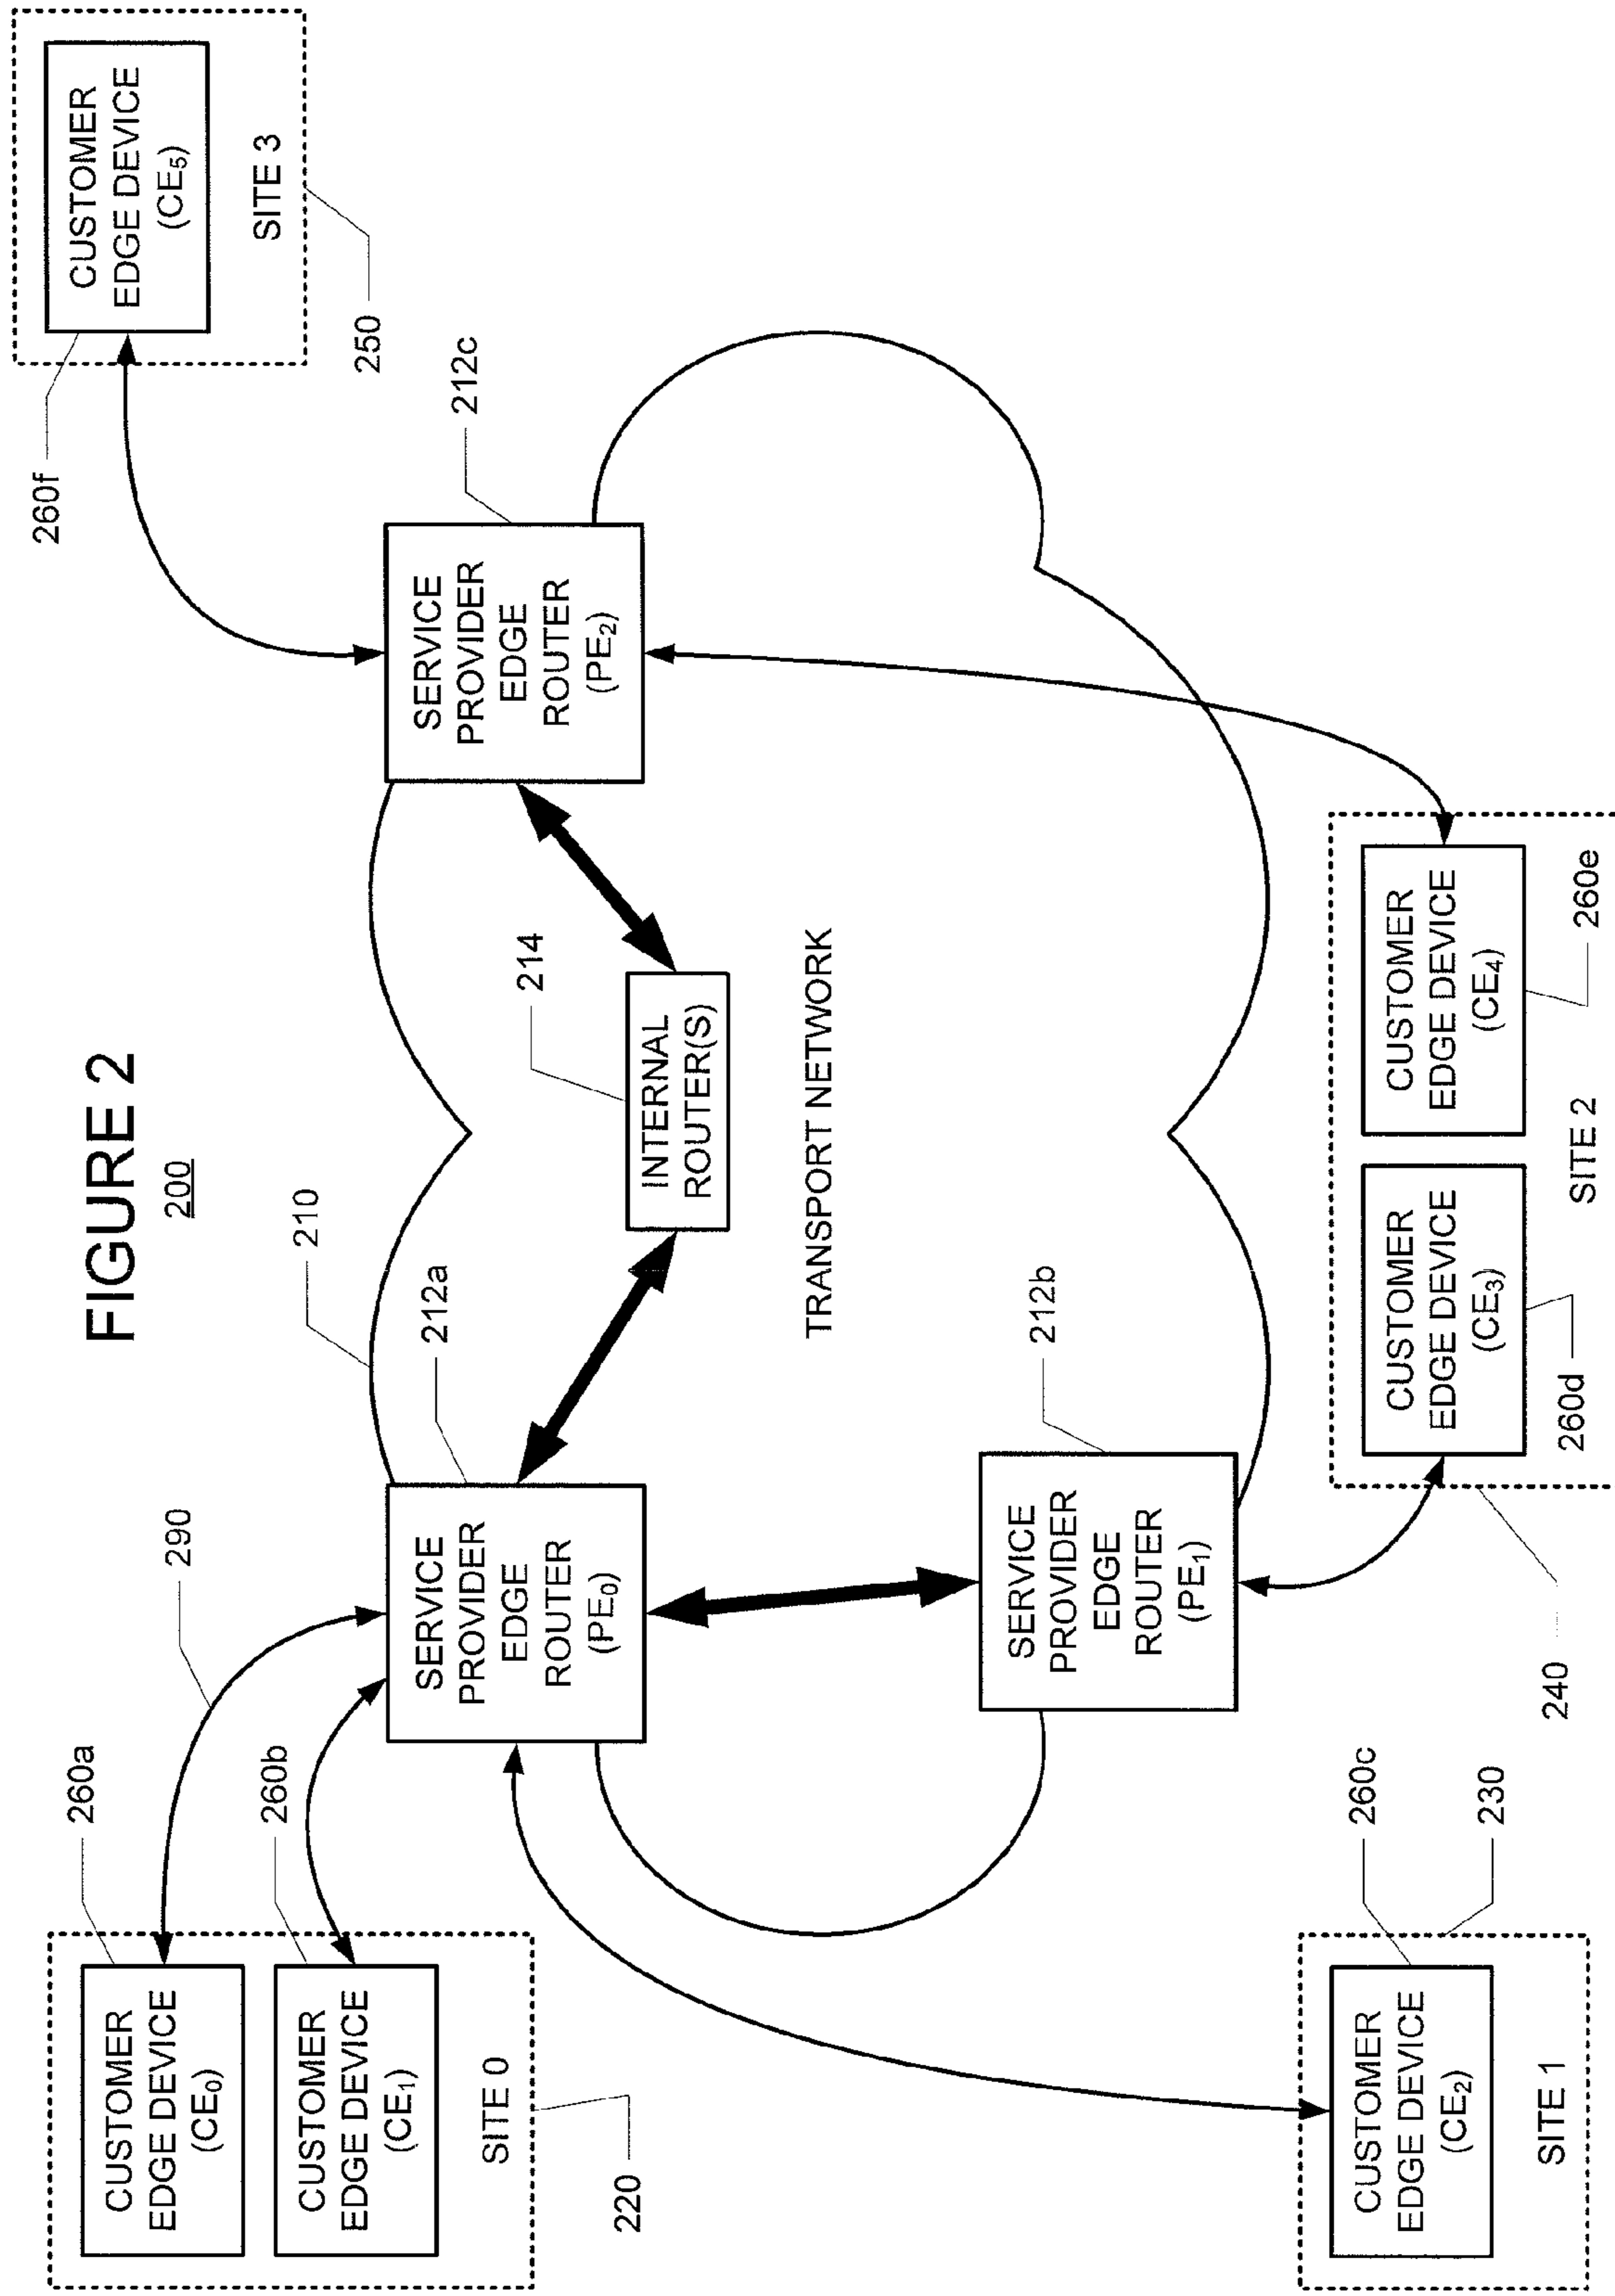 FIGURE 2
200
260a
290
210
CUSTOMER
EDGE DEVICE
(CE0)
260b
CUSTOMER
EDGE DEVICE
(CE1)
SITE 0
220
212a
SERVICE
PROVIDER
EDGE
ROUTER
(PE0)
214
INTERNAL
ROUTER(S)
TRANSPORT NETWORK
212c
SERVICE
PROVIDER
EDGE
ROUTER
(PE2)
260f
CUSTOMER
EDGE DEVICE
(CE5)
SITE 3
250
212b
SERVICE
PROVIDER
EDGE
ROUTER
(PE1)
260c
230
CUSTOMER
EDGE DEVICE
(CE2)
SITE 1
240
CUSTOMER
EDGE DEVICE
(CE3)
260d
CUSTOMER
EDGE DEVICE
(CE4)
260e
SITE 2